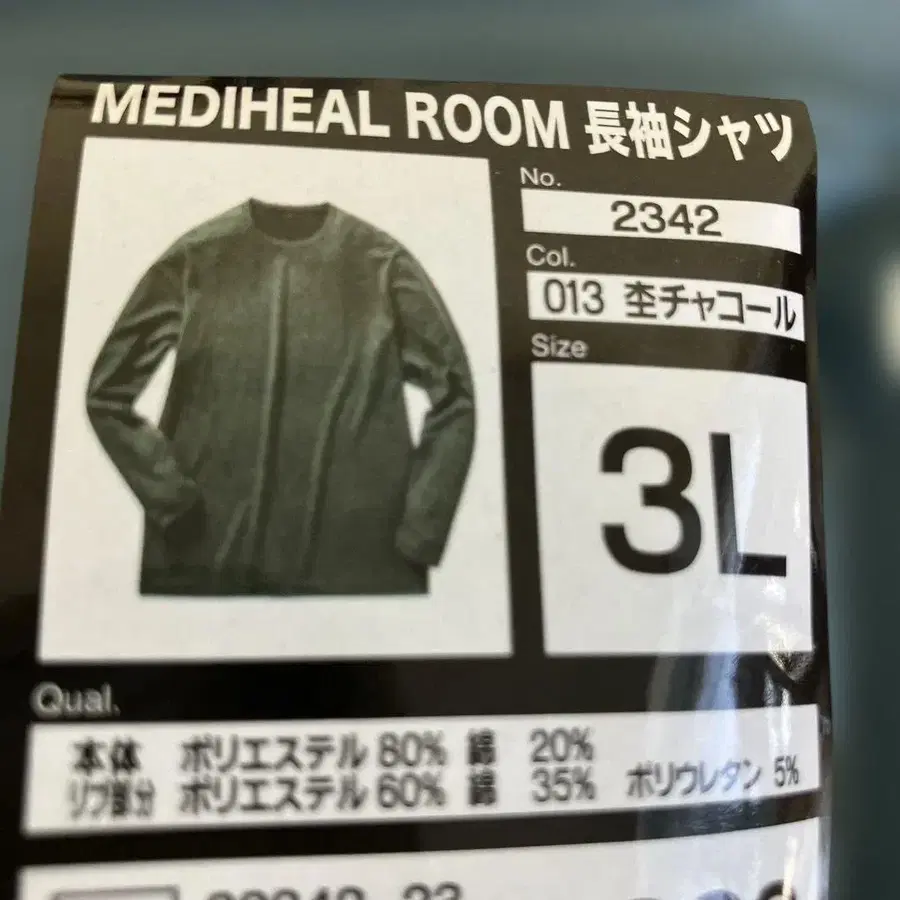 MEDIHEAL ROOM 長袖シャツ
No.
2342
Col.
013 杢チャコール
Size
3L
Qual.
本体 ポリエステル 80% 綿 20%
リブ部分 ポリエステル 60% 綿 35% ポリウレタン 5%